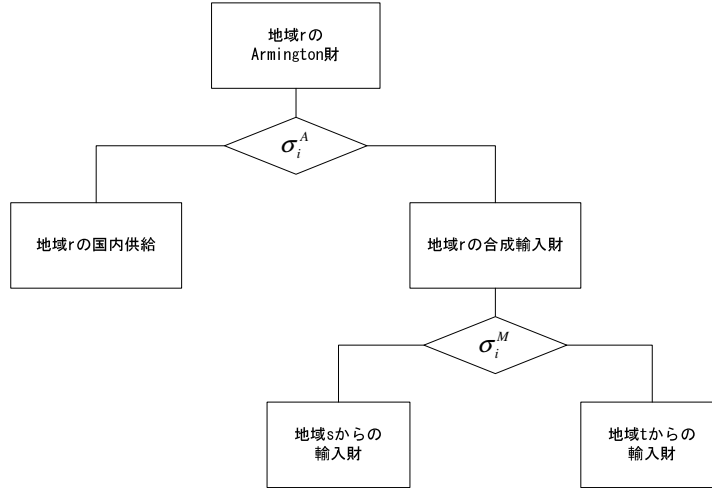 地域rの
Armington財
σ_i^A
地域rの国内供給
地域rの合成輸入財
σ_i^M
地域sからの
輸入財
地域tからの
輸入財